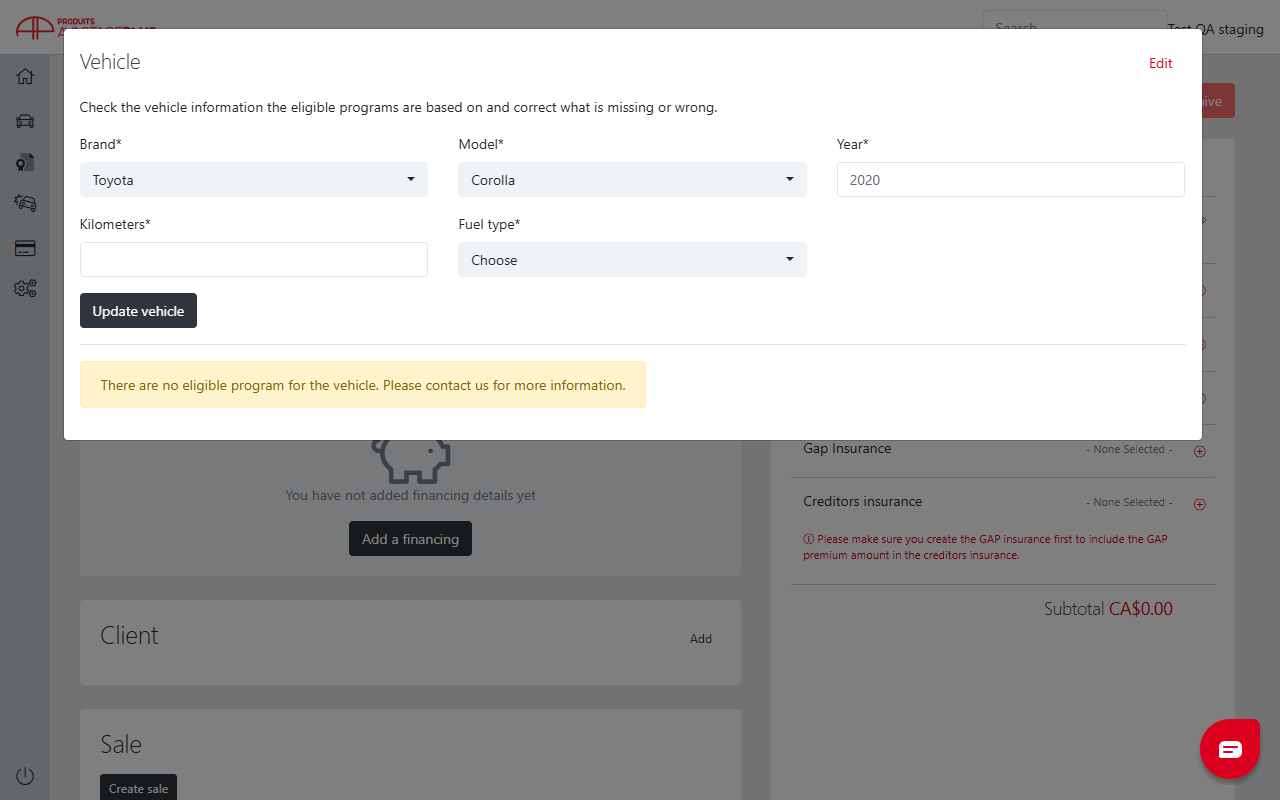 PRODUITS
Search
Test QA staging
Vehicle
Edit
Check the vehicle information the eligible programs are based on and correct what is missing or wrong.
Brand*
Model*
Year*
Toyota
Corolla
2020
Kilometers*
Fuel type*
Choose
Update vehicle
There are no eligible program for the vehicle. Please contact us for more information.
You have not added financing details yet
Add a financing
Gap Insurance
- None Selected -
Creditors insurance
- None Selected -
Please make sure you create the GAP insurance first to include the GAP
premium amount in the creditors insurance.
Subtotal CA$0.00
Client
Add
Sale
Create sale